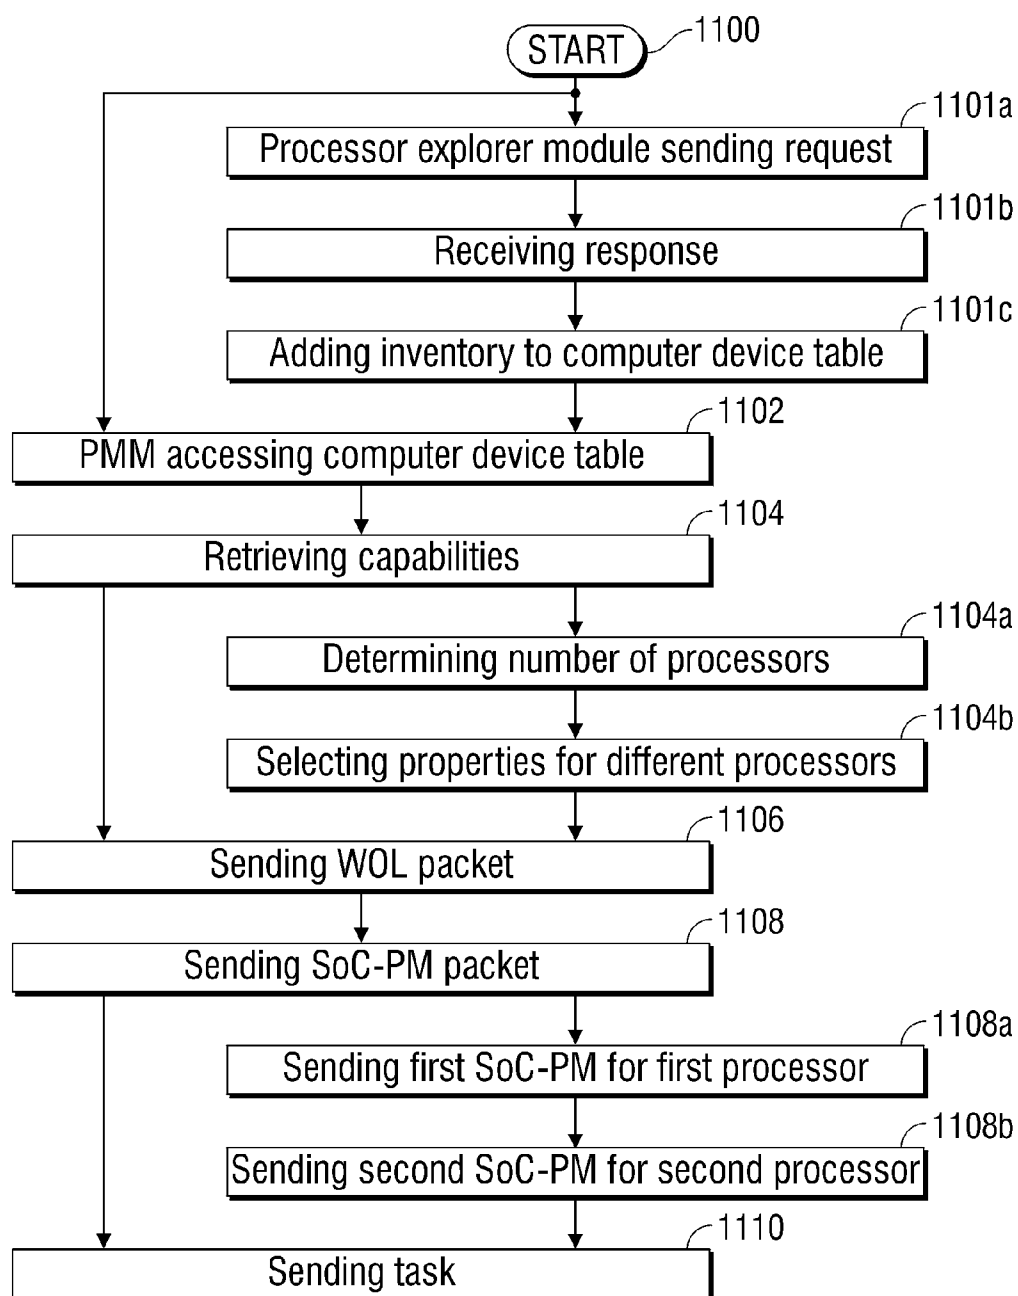 START
1100
1101a
Processor explorer module sending request
1101b
Receiving response
1101c
Adding inventory to computer device table
1102
PMM accessing computer device table
1104
Retrieving capabilities
1104a
Determining number of processors
1104b
Selecting properties for different processors
1106
Sending WOL packet
1108
Sending SoC-PM packet
1108a
Sending first SoC-PM for first processor
1108b
Sending second SoC-PM for second processor
1110
Sending task